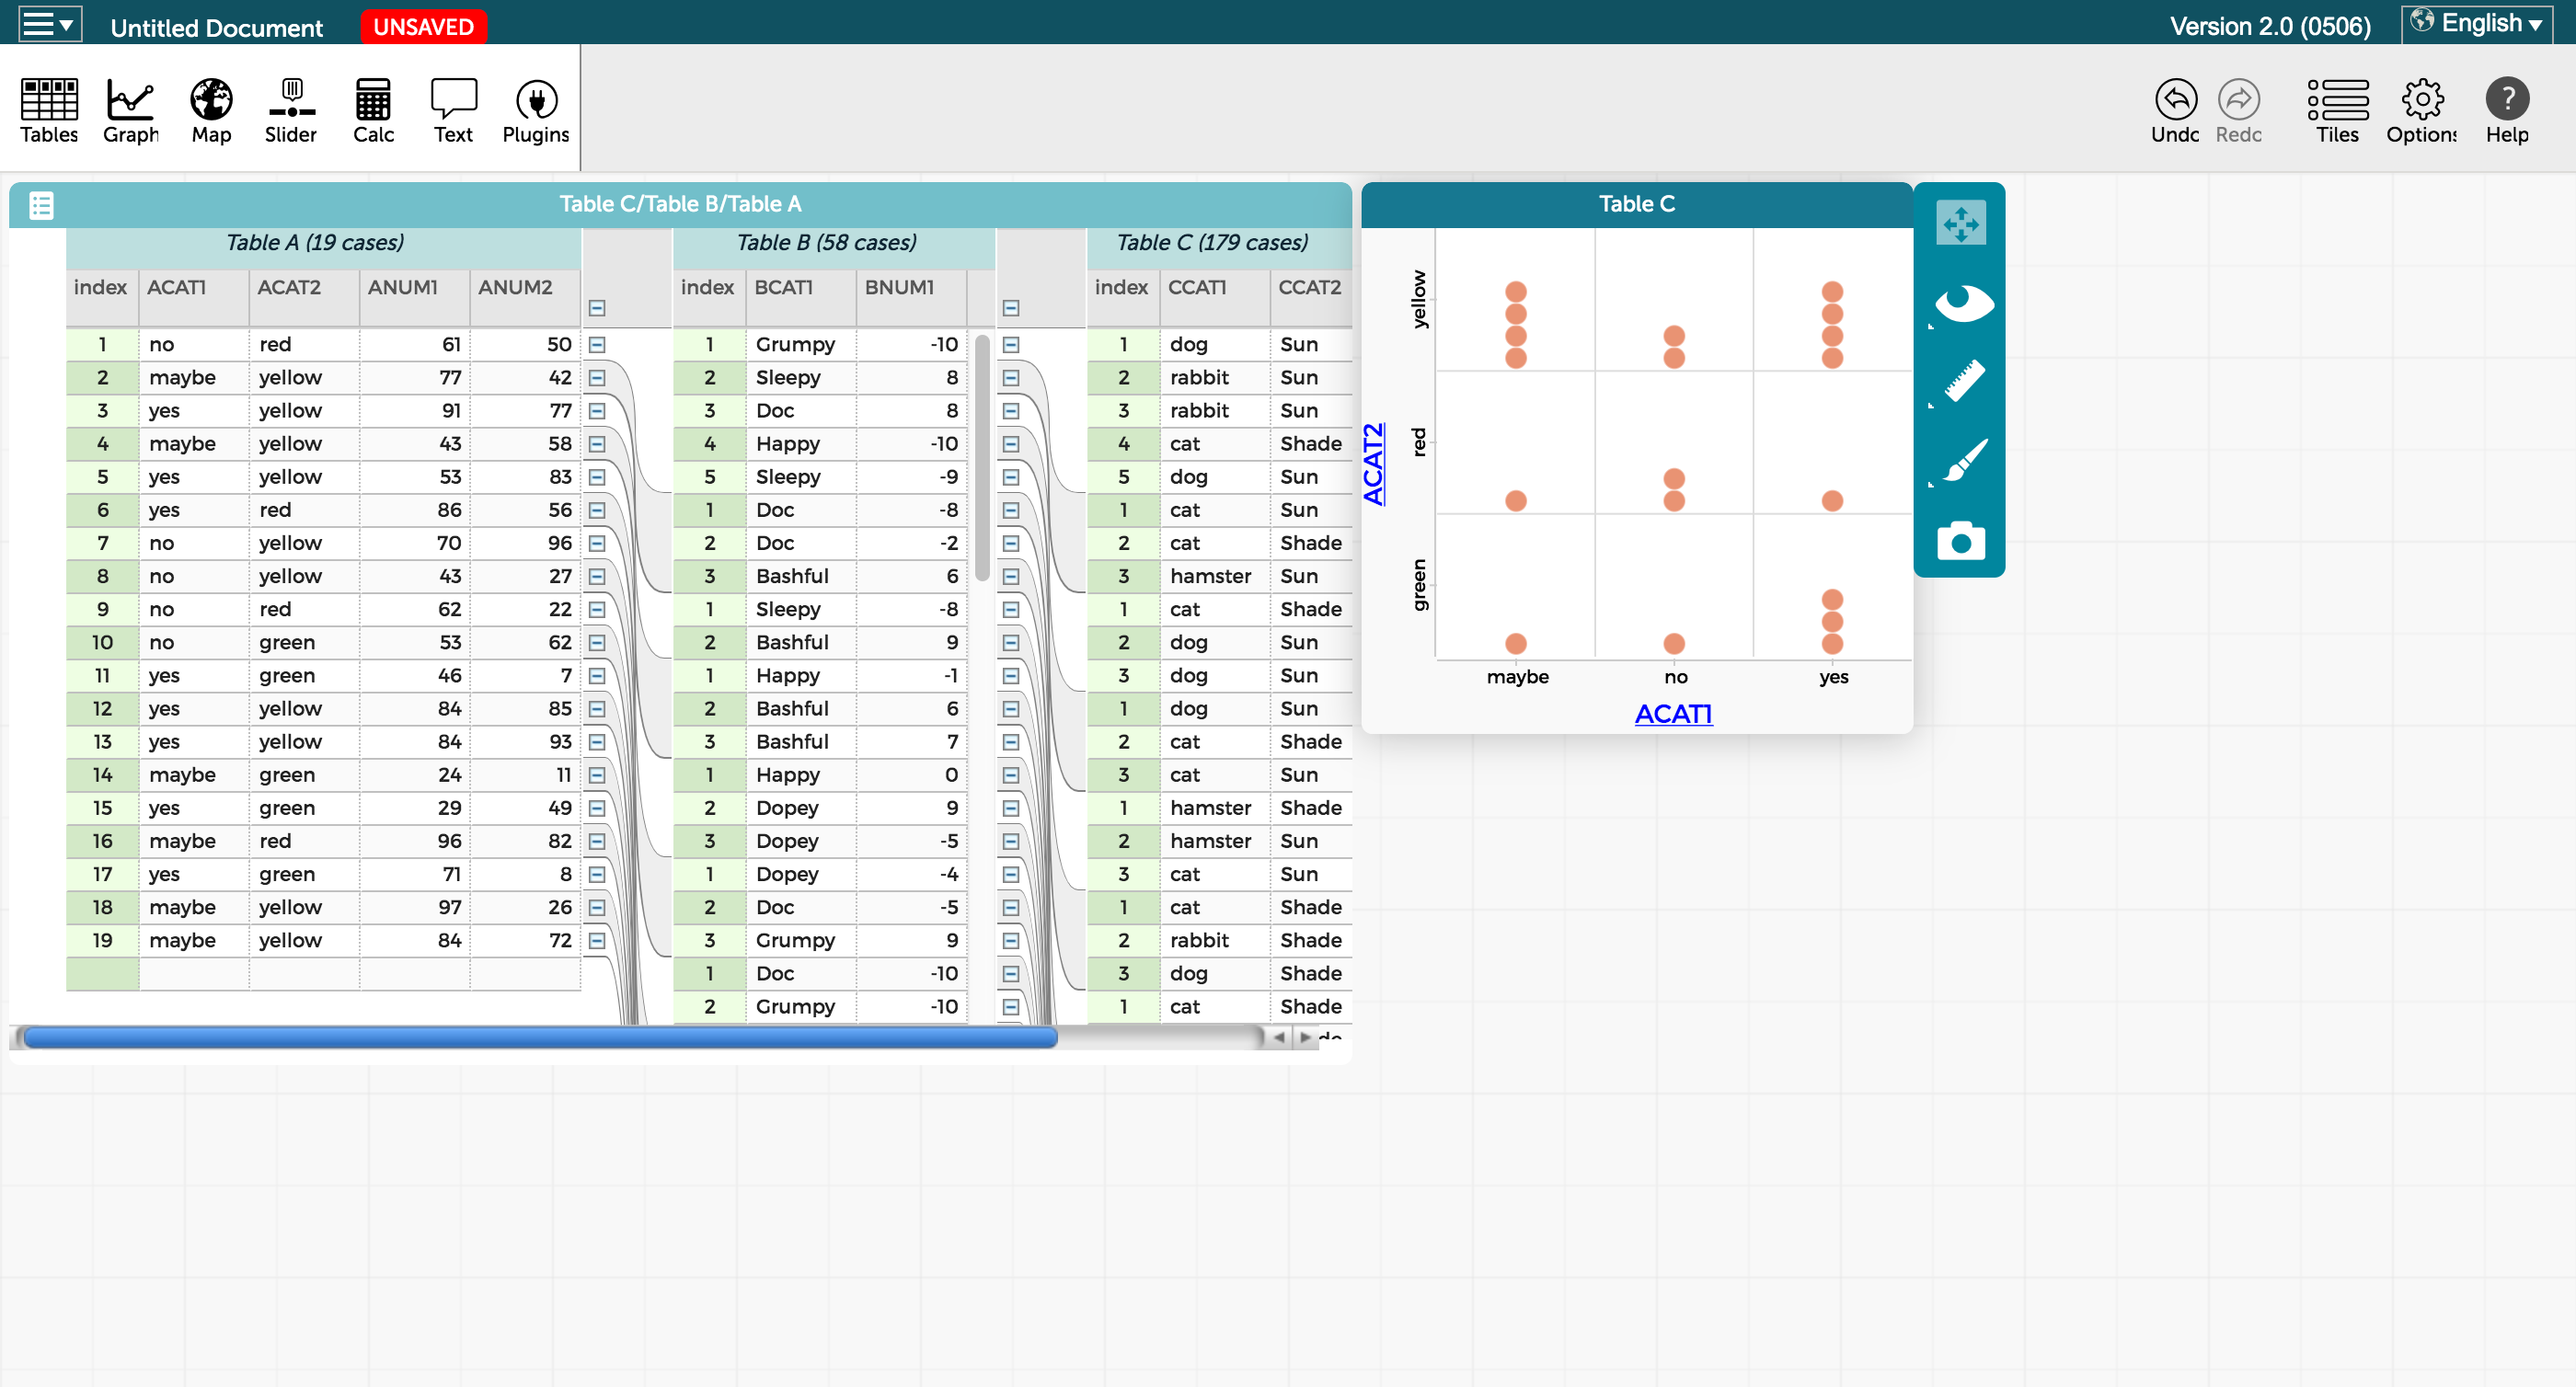 Untitled Document UNSAVED Version 2.0 (0506) English
Tables Graph Map Slider Calc Text Plugins Undo Redo Tiles Options ? Help
Table C/Table B/Table A
Table A (19 cases) Table B (58 cases) Table C (179 cases)
index ACAT1 ACAT2 ANUM1 ANUM2 index BCAT1 BNUM1 index CCAT1 CCAT2
1 no red 61 50 1 Grumpy -10 1 dog Sun
2 maybe yellow 77 42 2 Sleepy 8 2 rabbit Sun
3 yes yellow 91 77 3 Doc 8 3 rabbit Sun
4 maybe yellow 43 58 4 Happy -10 4 cat Shade
5 yes yellow 53 83 5 Sleepy -9 5 dog Sun
6 yes red 86 56 1 Doc -8 1 cat Sun
7 no yellow 70 96 2 Doc -2 2 cat Shade
8 no yellow 43 27 3 Bashful 6 3 hamster Sun
9 no red 62 22 1 Sleepy -8 1 cat Shade
10 no green 53 62 2 Bashful 9 2 dog Sun
11 yes green 46 7 1 Happy -1 3 dog Sun
12 yes yellow 84 85 2 Bashful 6 1 dog Sun
13 yes yellow 84 93 3 Bashful 7 2 cat Shade
14 maybe green 24 11 1 Happy 0 3 cat Sun
15 yes green 29 49 2 Dopey 9 1 hamster Shade
16 maybe red 96 82 3 Dopey -5 2 hamster Sun
17 yes green 71 8 1 Dopey -4 3 cat Sun
18 maybe yellow 97 26 2 Doc -5 1 cat Shade
19 maybe yellow 84 72 3 Grumpy 9 2 rabbit Shade
1 Doc -10 3 dog Shade
2 Grumpy -10 1 cat Shade
Table C
ACAT2
yellow
red
green
maybe no yes
ACAT1